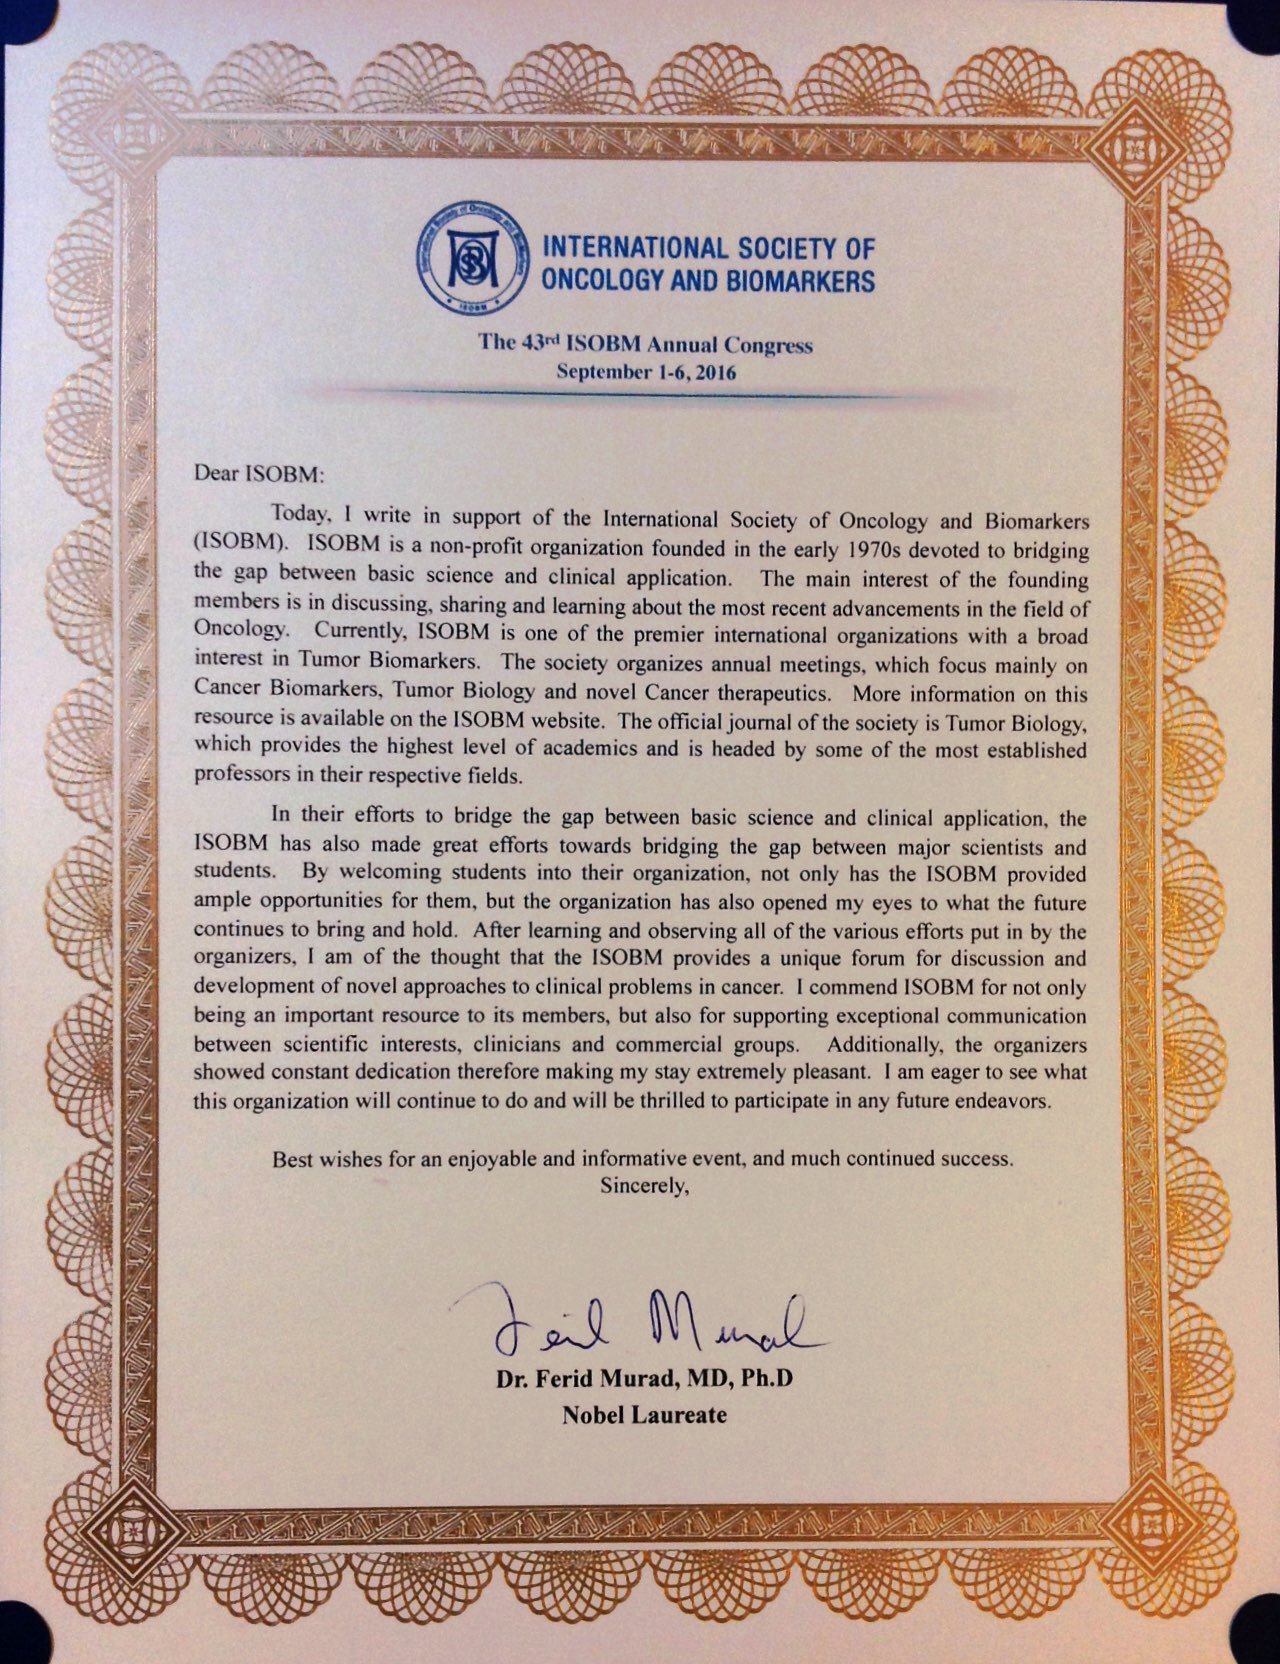 International Society of Oncology and BioMarkers
ISOBM
INTERNATIONAL SOCIETY OF
ONCOLOGY AND BIOMARKERS
The 43rd ISOBM Annual Congress
September 1-6, 2016
Dear ISOBM:
Today, I write in support of the International Society of Oncology and Biomarkers
(ISOBM). ISOBM is a non-profit organization founded in the early 1970s devoted to bridging
the gap between basic science and clinical application. The main interest of the founding
members is in discussing, sharing and learning about the most recent advancements in the field of
Oncology. Currently, ISOBM is one of the premier international organizations with a broad
interest in Tumor Biomarkers. The society organizes annual meetings, which focus mainly on
Cancer Biomarkers, Tumor Biology and novel Cancer therapeutics. More information on this
resource is available on the ISOBM website. The official journal of the society is Tumor Biology,
which provides the highest level of academics and is headed by some of the most established
professors in their respective fields.
In their efforts to bridge the gap between basic science and clinical application, the
ISOBM has also made great efforts towards bridging the gap between major scientists and
students. By welcoming students into their organization, not only has the ISOBM provided
ample opportunities for them, but the organization has also opened my eyes to what the future
continues to bring and hold. After learning and observing all of the various efforts put in by the
organizers, I am of the thought that the ISOBM provides a unique forum for discussion and
development of novel approaches to clinical problems in cancer. I commend ISOBM for not only
being an important resource to its members, but also for supporting exceptional communication
between scientific interests, clinicians and commercial groups. Additionally, the organizers
showed constant dedication therefore making my stay extremely pleasant. I am eager to see what
this organization will continue to do and will be thrilled to participate in any future endeavors.
Best wishes for an enjoyable and informative event, and much continued success.
Sincerely,
Ferid Murad
Dr. Ferid Murad, MD, Ph.D
Nobel Laureate